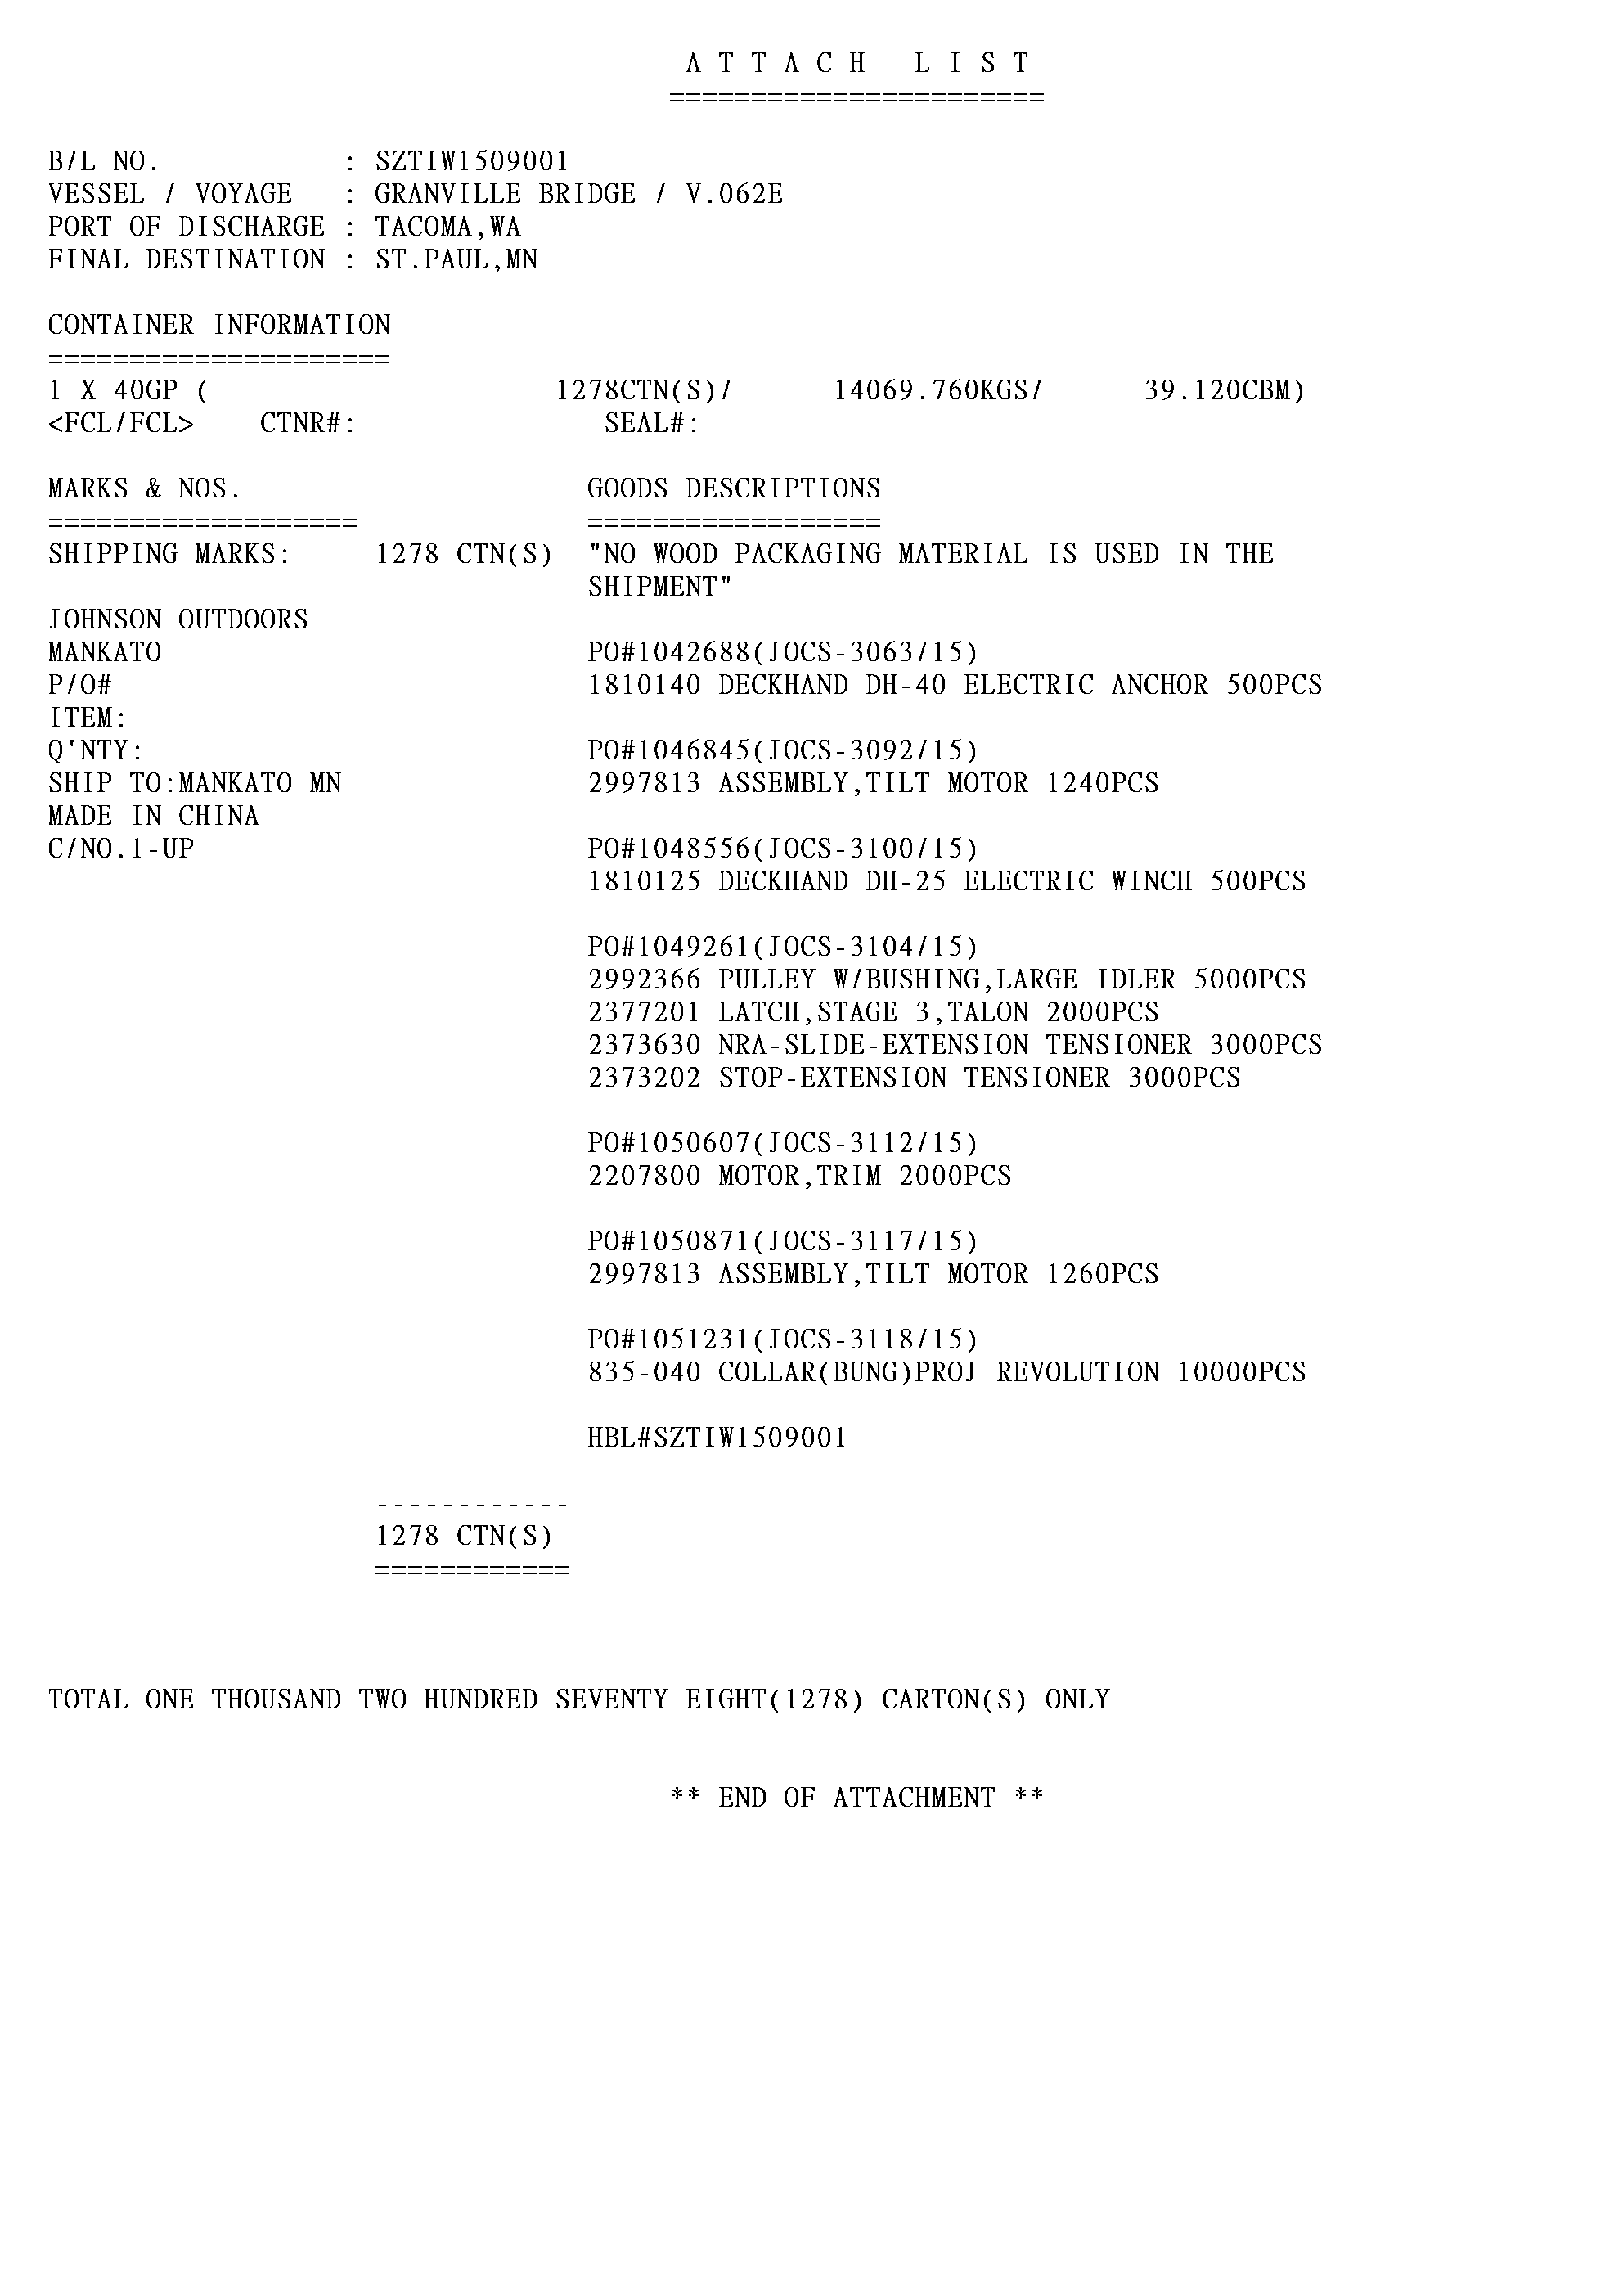 A T T A C H   L I S T
=======================
B/L NO. : SZTIW1509001
VESSEL / VOYAGE : GRANVILLE BRIDGE / V.062E
PORT OF DISCHARGE : TACOMA,WA
FINAL DESTINATION : ST.PAUL,MN
CONTAINER INFORMATION
=====================
1 X 40GP ( 1278CTN(S)/ 14069.760KGS/ 39.120CBM)
<FCL/FCL> CTNR#: SEAL#:
MARKS & NOS. GOODS DESCRIPTIONS
=================== ==================
SHIPPING MARKS: 1278 CTN(S) "NO WOOD PACKAGING MATERIAL IS USED IN THE
SHIPMENT"
JOHNSON OUTDOORS
MANKATO PO#1042688(JOCS-3063/15)
P/O# 1810140 DECKHAND DH-40 ELECTRIC ANCHOR 500PCS
ITEM:
Q'NTY: PO#1046845(JOCS-3092/15)
SHIP TO:MANKATO MN 2997813 ASSEMBLY,TILT MOTOR 1240PCS
MADE IN CHINA
C/NO.1-UP PO#1048556(JOCS-3100/15)
1810125 DECKHAND DH-25 ELECTRIC WINCH 500PCS
PO#1049261(JOCS-3104/15)
2992366 PULLEY W/BUSHING,LARGE IDLER 5000PCS
2377201 LATCH,STAGE 3,TALON 2000PCS
2373630 NRA-SLIDE-EXTENSION TENSIONER 3000PCS
2373202 STOP-EXTENSION TENSIONER 3000PCS
PO#1050607(JOCS-3112/15)
2207800 MOTOR,TRIM 2000PCS
PO#1050871(JOCS-3117/15)
2997813 ASSEMBLY,TILT MOTOR 1260PCS
PO#1051231(JOCS-3118/15)
835-040 COLLAR(BUNG)PROJ REVOLUTION 10000PCS
HBL#SZTIW1509001
------------
1278 CTN(S)
============
TOTAL ONE THOUSAND TWO HUNDRED SEVENTY EIGHT(1278) CARTON(S) ONLY
** END OF ATTACHMENT **